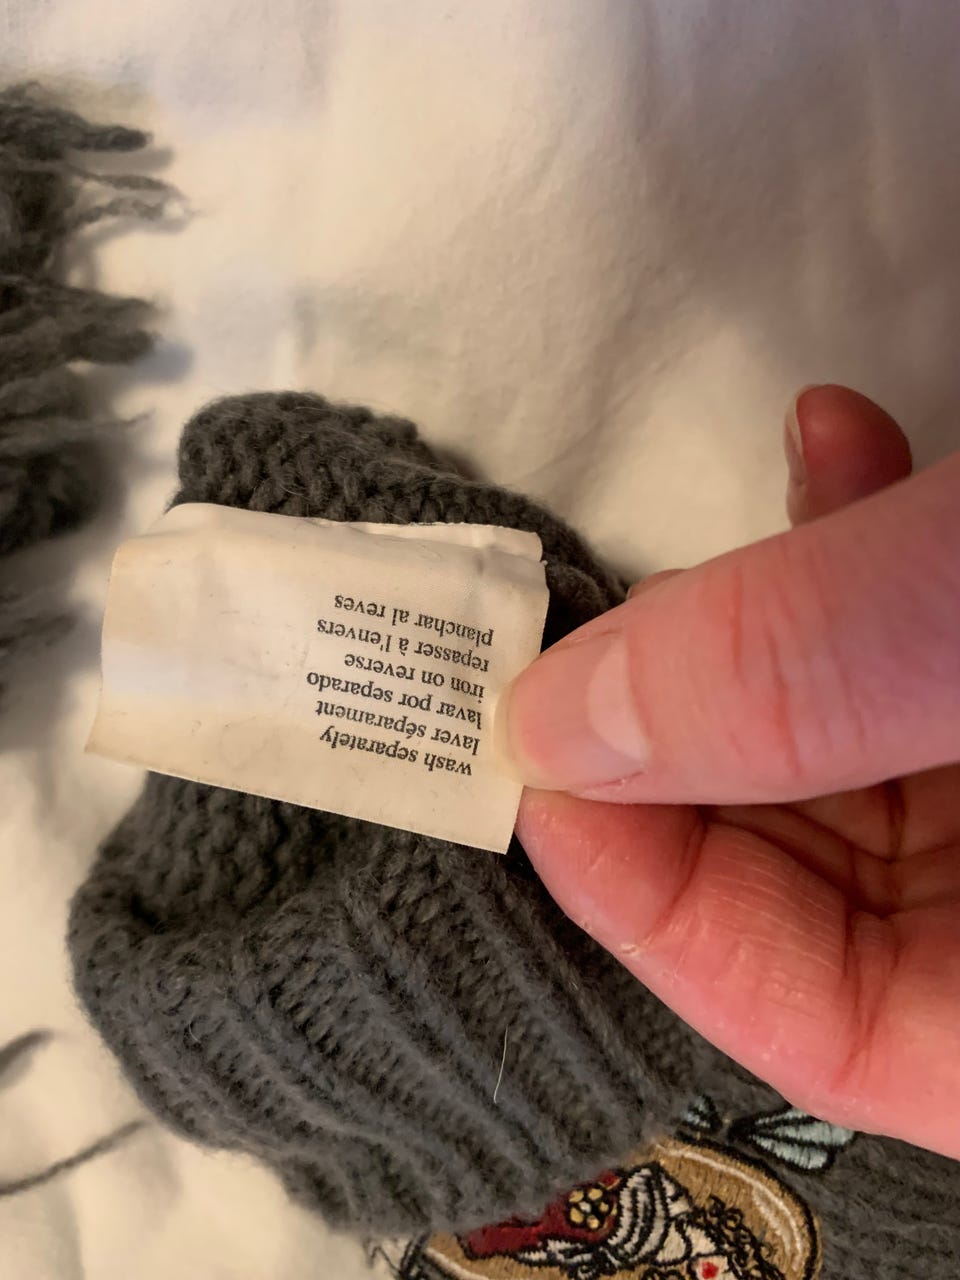 wash separately
laver séparament
lavar por separado
iron on reverse
repasser à l'envers
planchar al reves